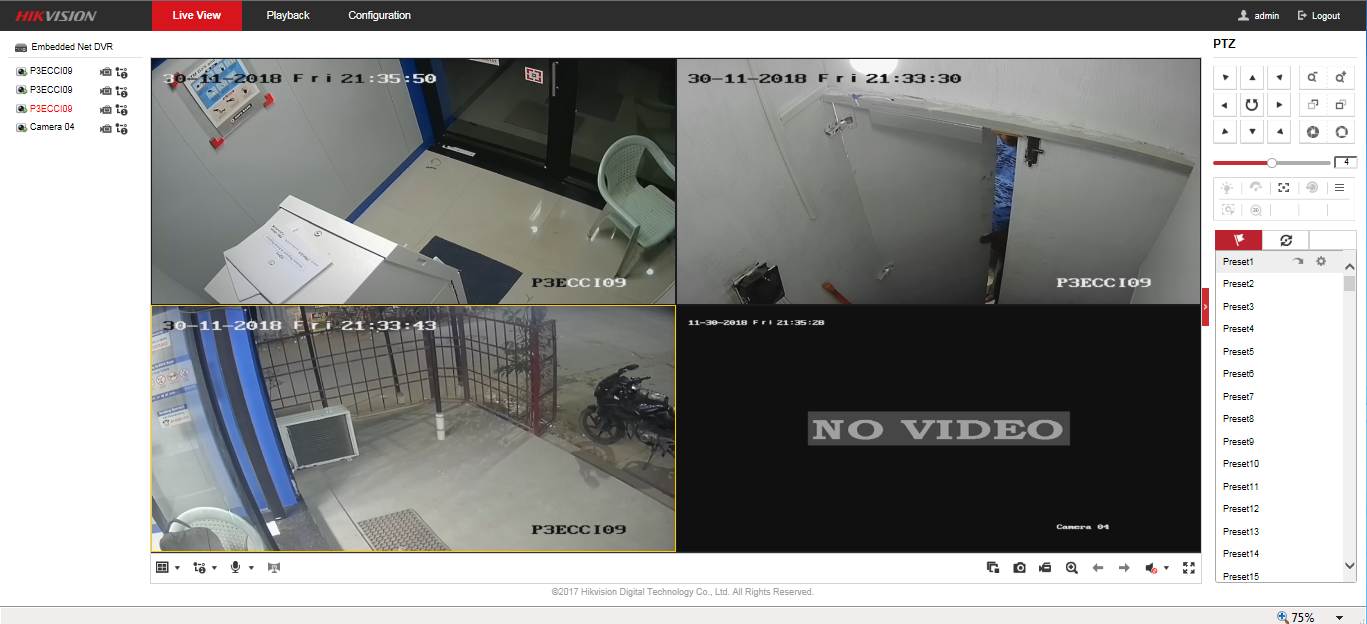 HIKVISION
Live View
Playback
Configuration
admin
Logout
Embedded Net DVR
P3ECCI09
P3ECCI09
P3ECCI09
Camera 04
30-11-2018 Fri 21:35:50
P3ECCI09
30-11-2018 Fri 21:33:30
P3ECCI09
30-11-2018 Fri 21:33:43
P3ECCI09
11-30-2018 Fri 21:35:28
NO VIDEO
Camera 04
PTZ
4
3D
Preset1
Preset2
Preset3
Preset4
Preset5
Preset6
Preset7
Preset8
Preset9
Preset10
Preset11
Preset12
Preset13
Preset14
Preset15
©2017 Hikvision Digital Technology Co., Ltd. All Rights Reserved.
75%